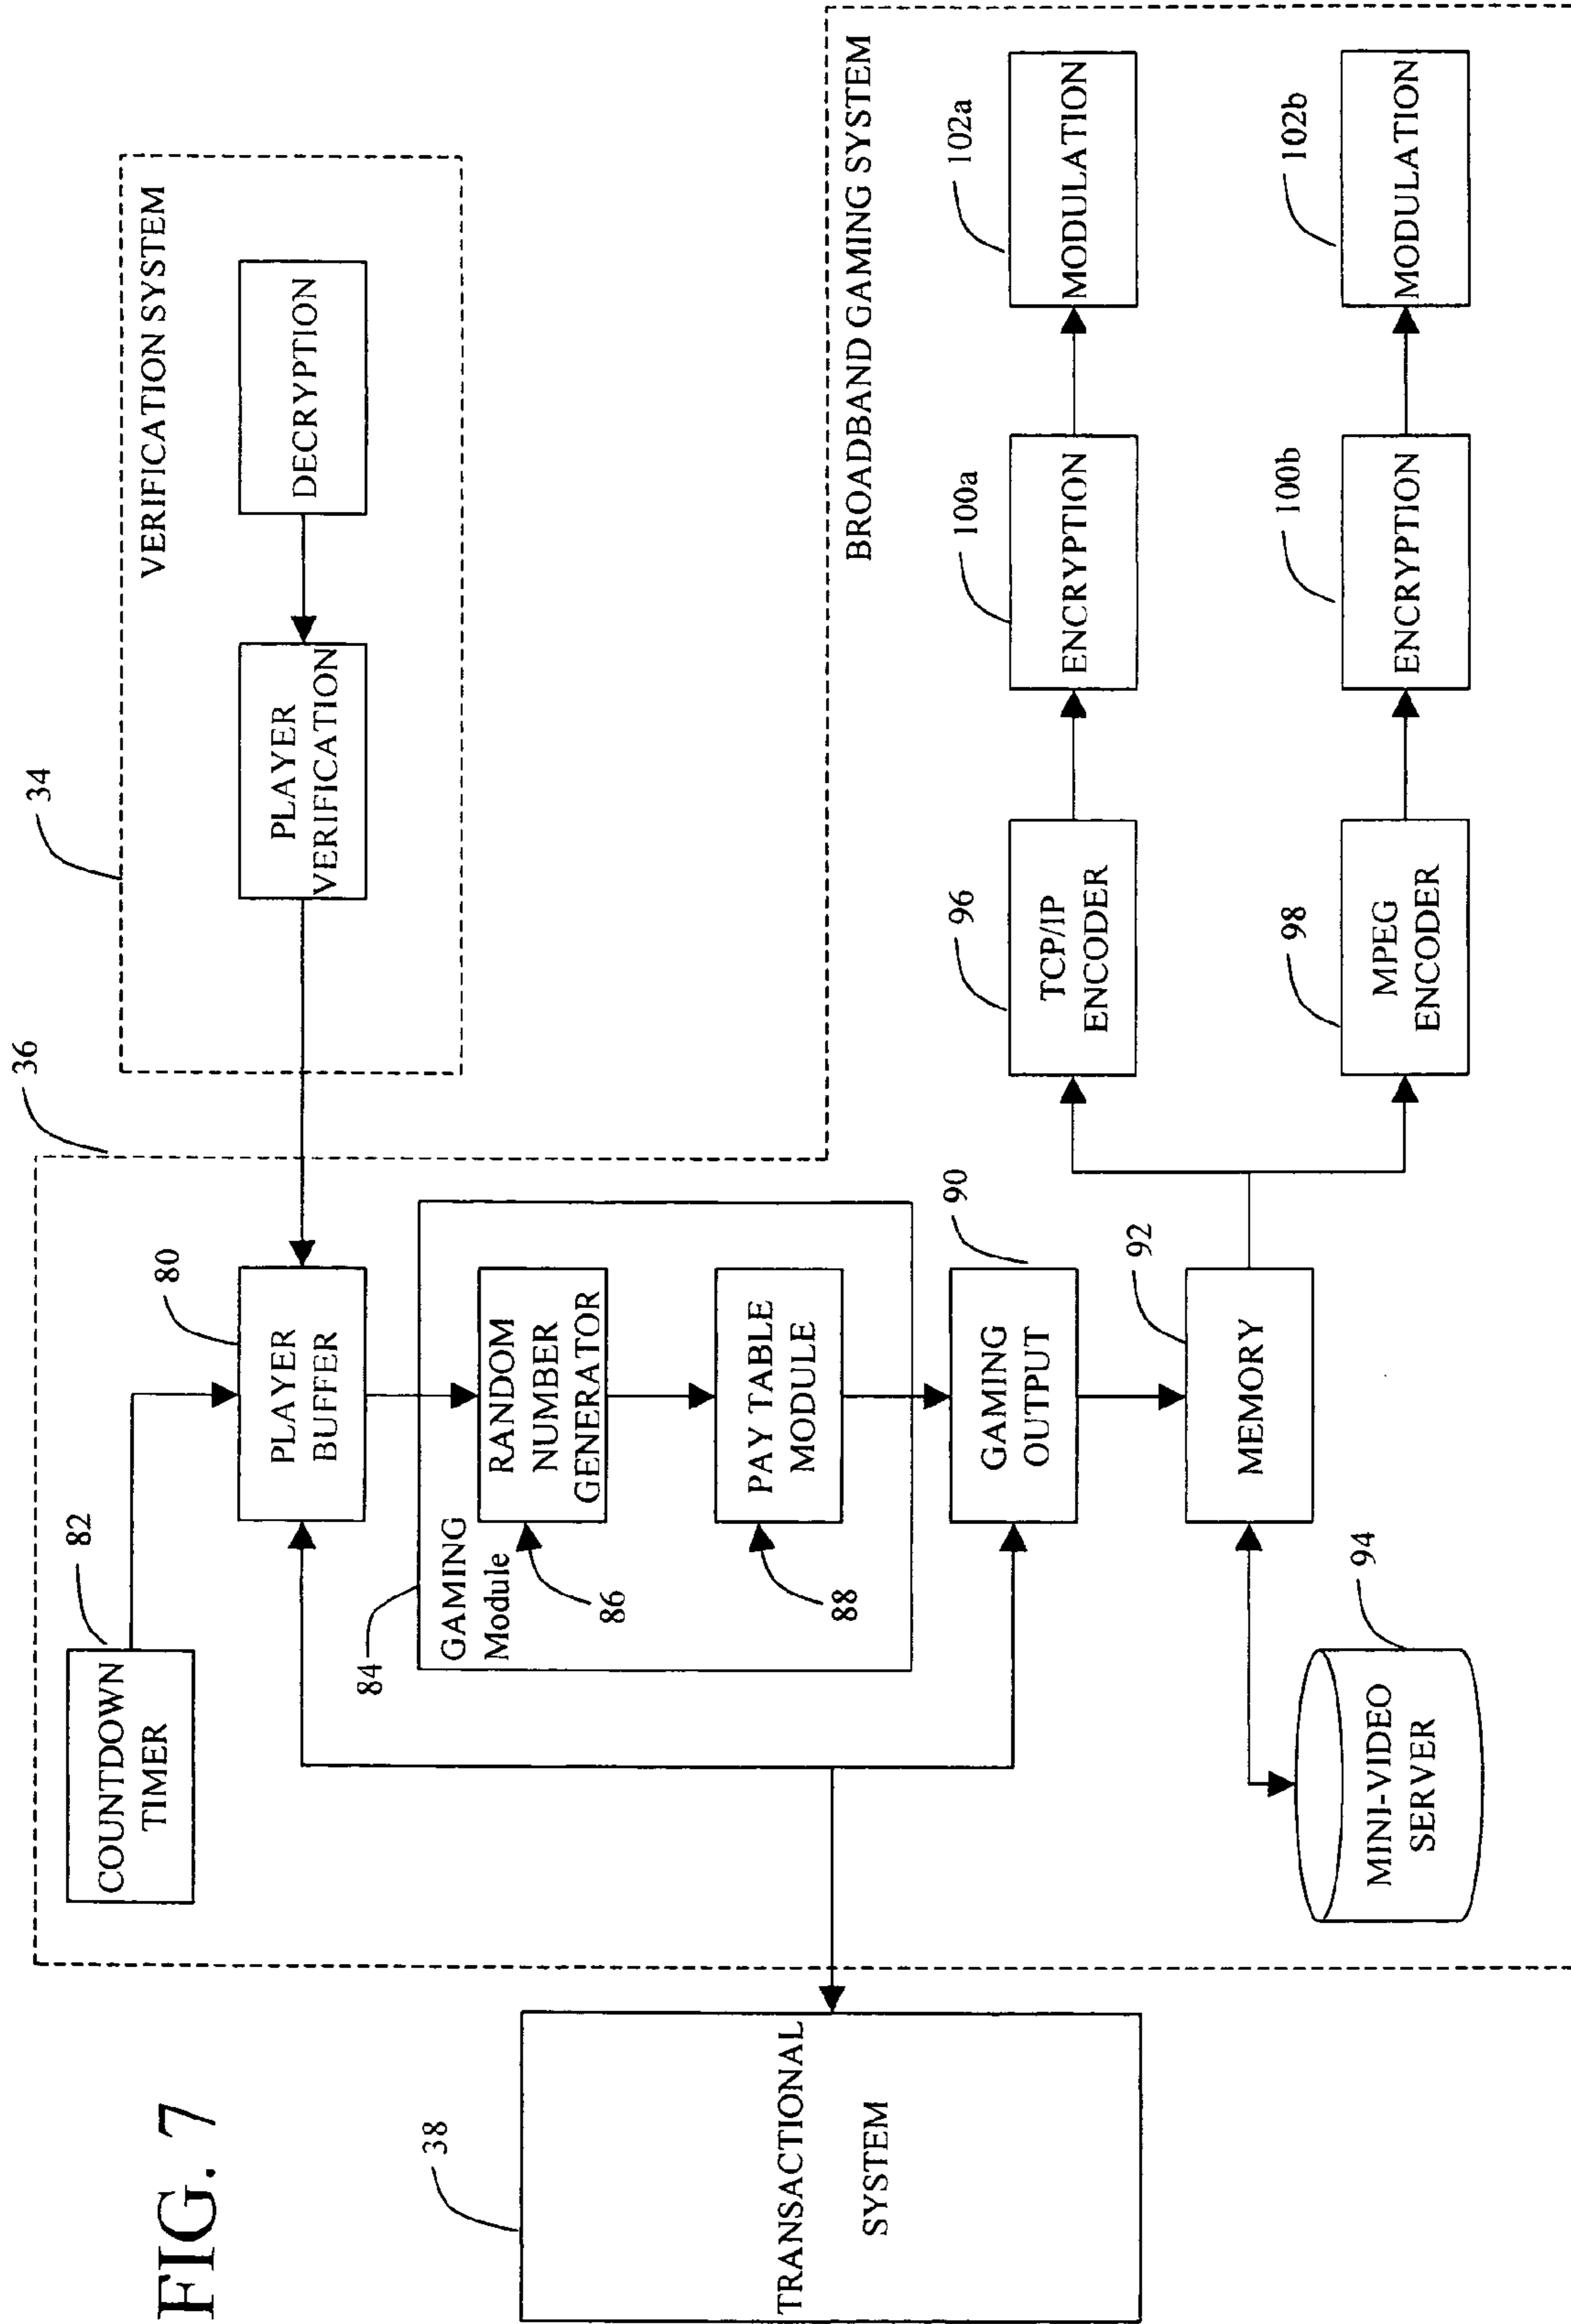 FIG. 7
38
TRANSACTIONAL
SYSTEM
36
82
COUNTDOWN
TIMER
80
PLAYER
BUFFER
84
GAMING
Module
86
RANDOM
NUMBER
GENERATOR
88
PAY TABLE
MODULE
90
GAMING
OUTPUT
92
MEMORY
94
MINI-VIDEO
SERVER
34
VERIFICATION SYSTEM
PLAYER
VERIFICATION
DECRYPTION
BROADBAND GAMING SYSTEM
96
TCP/IP
ENCODER
100a
ENCRYPTION
102a
MODULATION
98
MPEG
ENCODER
100b
ENCRYPTION
102b
MODULATION